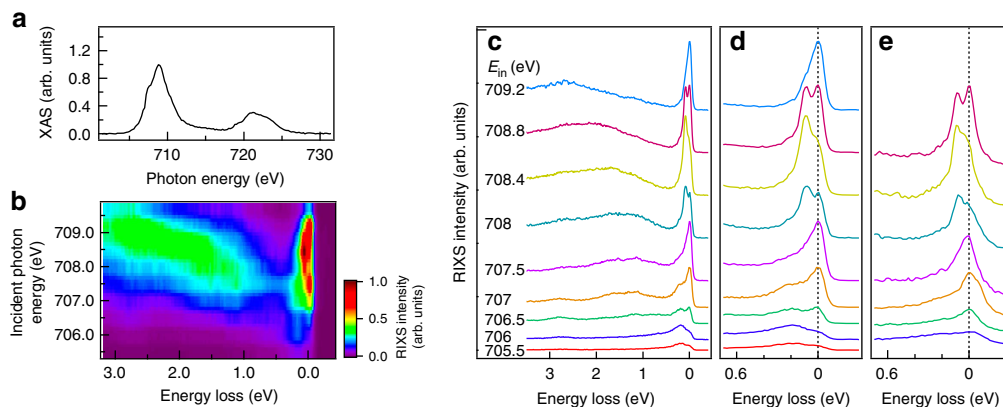 a
XAS (arb. units)
1.2
0.8
0.4
0.0
710
720
730
Photon energy (eV)
b
Incident photon
energy (eV)
709.0
708.0
707.0
706.0
3.0
2.0
1.0
0.0
Energy loss (eV)
1.0
0.5
0.0
RIXS intensity
(arb. units)
c
RIXS intensity (arb. units)
E_in (eV)
709.2
708.8
708.4
708
707.5
707
706.5
706
705.5
3
2
1
0
Energy loss (eV)
d
0.6
0
Energy loss (eV)
e
0.6
0
Energy loss (eV)